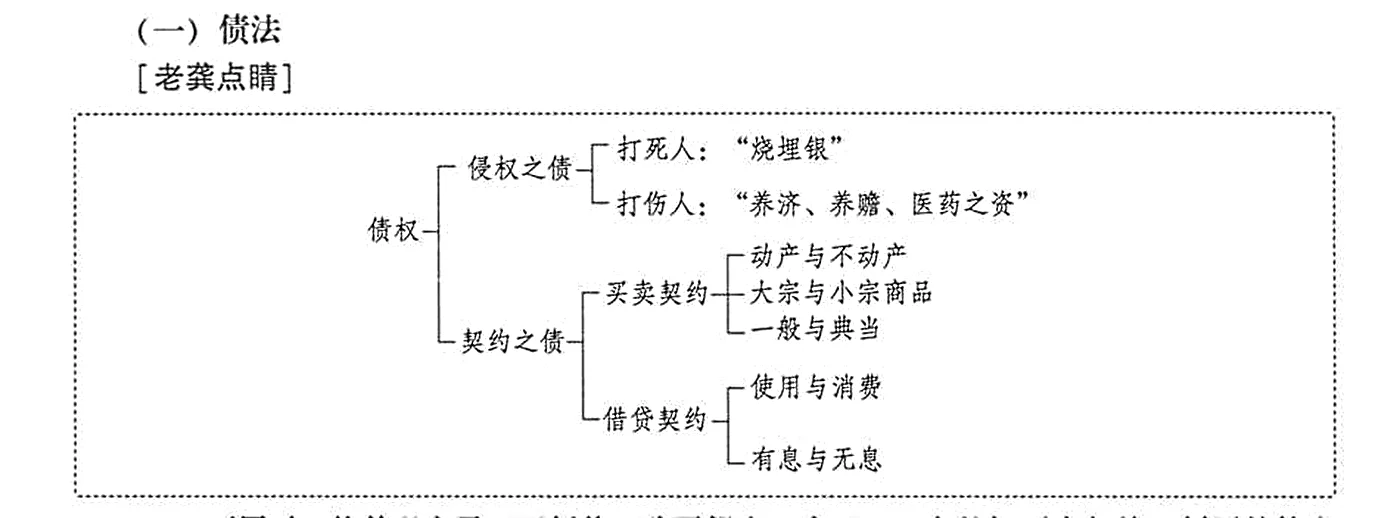 （一）债法
[老龚点睛]
债权
侵权之债
打死人：“烧埋银”
打伤人：“养济、养赡、医药之资”
契约之债
买卖契约
动产与不动产
大宗与小宗商品
一般与典当
借贷契约
使用与消费
有息与无息